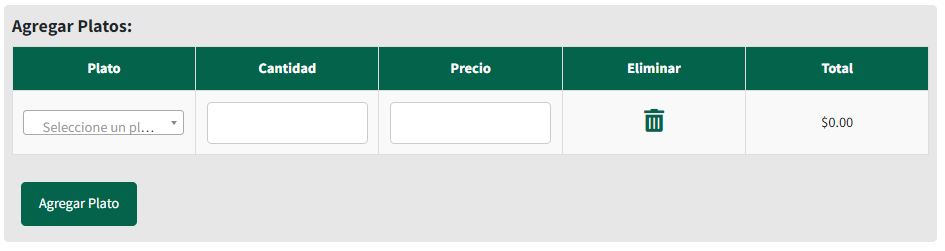 Agregar Platos:
Plato Cantidad Precio Eliminar Total
Seleccione un pl... $0.00
Agregar Plato